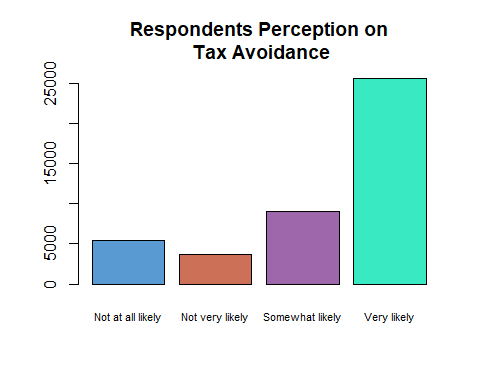 Respondents Perception on
Tax Avoidance
25000
15000
5000
0
Not at all likely
Not very likely
Somewhat likely
Very likely